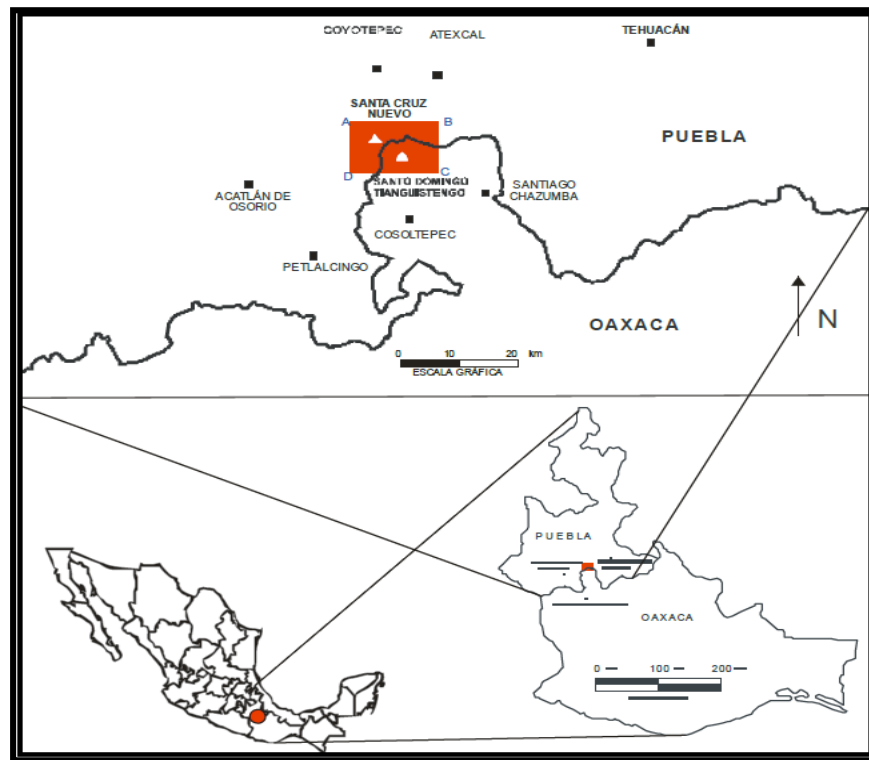 COYOTEPEC
ATEXCAL
TEHUACÁN
SANTA CRUZ
NUEVO
A
B
PUEBLA
D
C
SANTO DOMINGÚ
TIANGUISTENGO
SANTIAGO
CHAZUMBA
ACATLÁN DE
OSORIO
COSOLTEPEC
PETLALCINGO
OAXACA
N
0 10 20 km
ESCALA GRÁFICA
PUEBLA
OAXACA
0 100 200